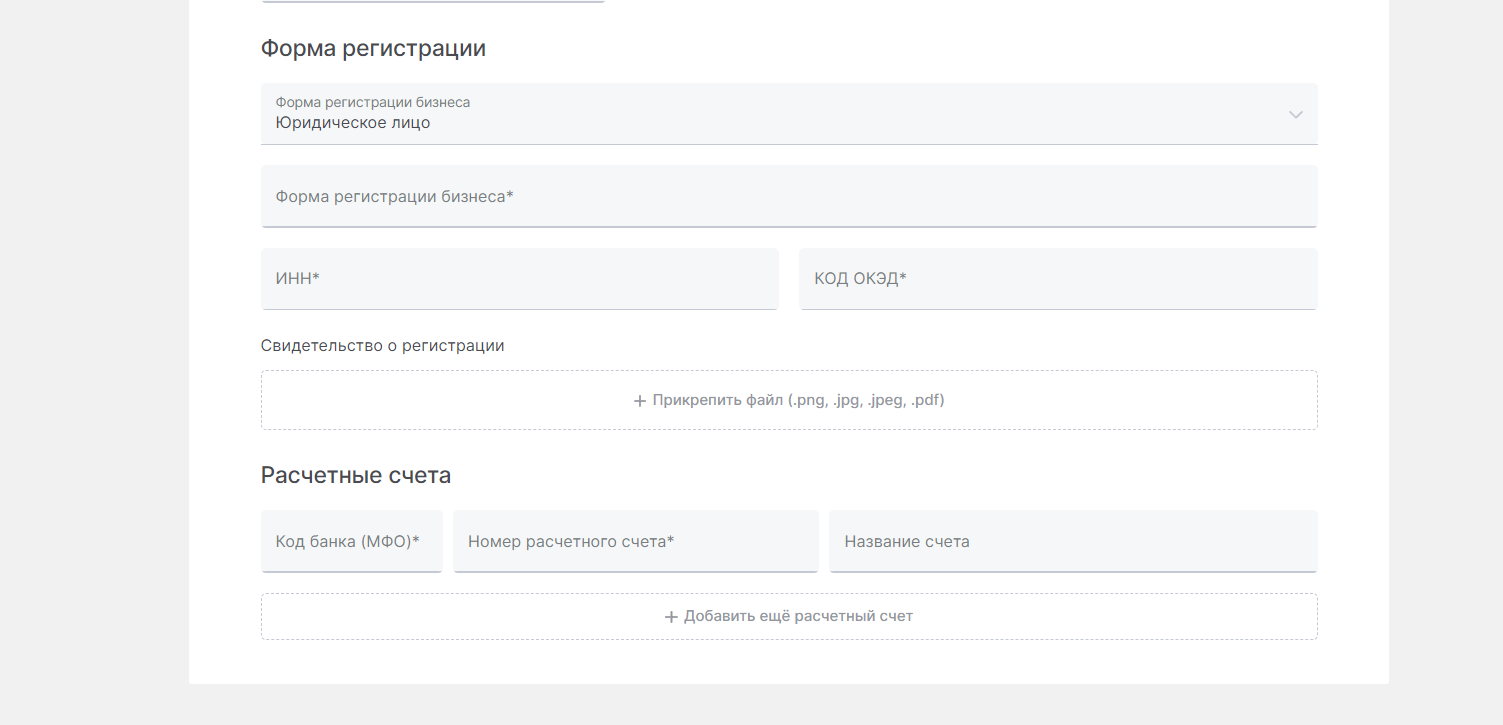 Форма регистрации
Форма регистрации бизнеса
Юридическое лицо
Форма регистрации бизнеса*
ИНН*
КОД ОКЭД*
Свидетельство о регистрации
+ Прикрепить файл (.png, .jpg, .jpeg, .pdf)
Расчетные счета
Код банка (МФО)*
Номер расчетного счета*
Название счета
+ Добавить ещё расчетный счет